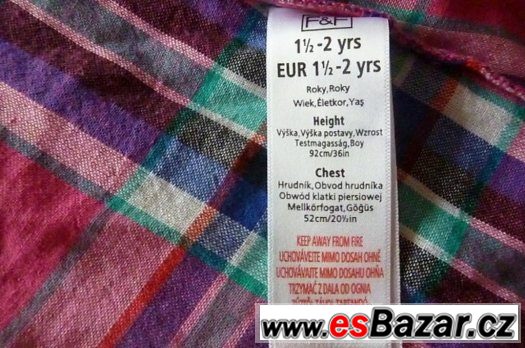 F&F
1½-2 yrs
EUR 1½-2 yrs
Roky,Roky
Wiek,Életkor,Yaş
Height
Výška,Výška postavy,Wzrost
Testmagasság,Boy
92cm/36in
Chest
Hrudník,Obvod hrudníka
Obwód klatki piersiowej
Mellkörfogat,Göğüs
52cm/20½in
KEEP AWAY FROM FIRE
UCHOVÁVEJTE MIMO DOSAH OHNĚ
UCHOVÁVAJTE MIMO DOSAHU OHŇA
TRZYMAĆ Z DALA OD OGNIA
www.esBazar.cz